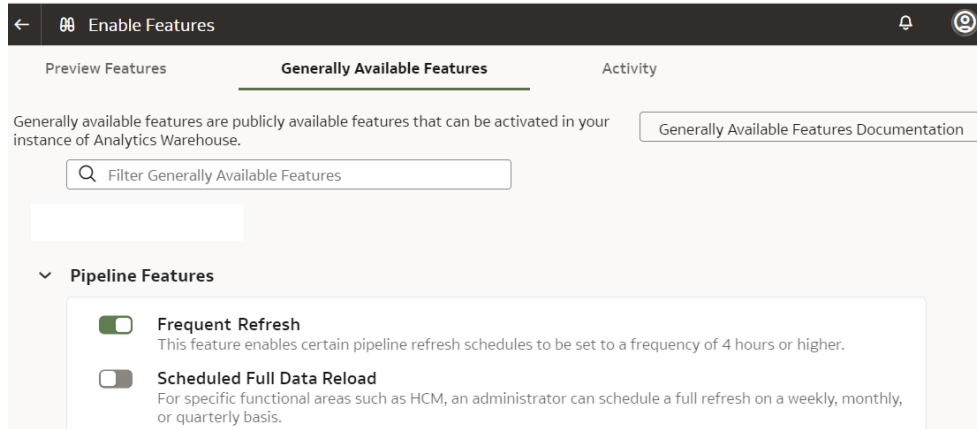 Enable Features
Preview Features
Generally Available Features
Activity
Generally available features are publicly available features that can be activated in your
instance of Analytics Warehouse.
Generally Available Features Documentation
Filter Generally Available Features
Pipeline Features
Frequent Refresh
This feature enables certain pipeline refresh schedules to be set to a frequency of 4 hours or higher.
Scheduled Full Data Reload
For specific functional areas such as HCM, an administrator can schedule a full refresh on a weekly, monthly,
or quarterly basis.